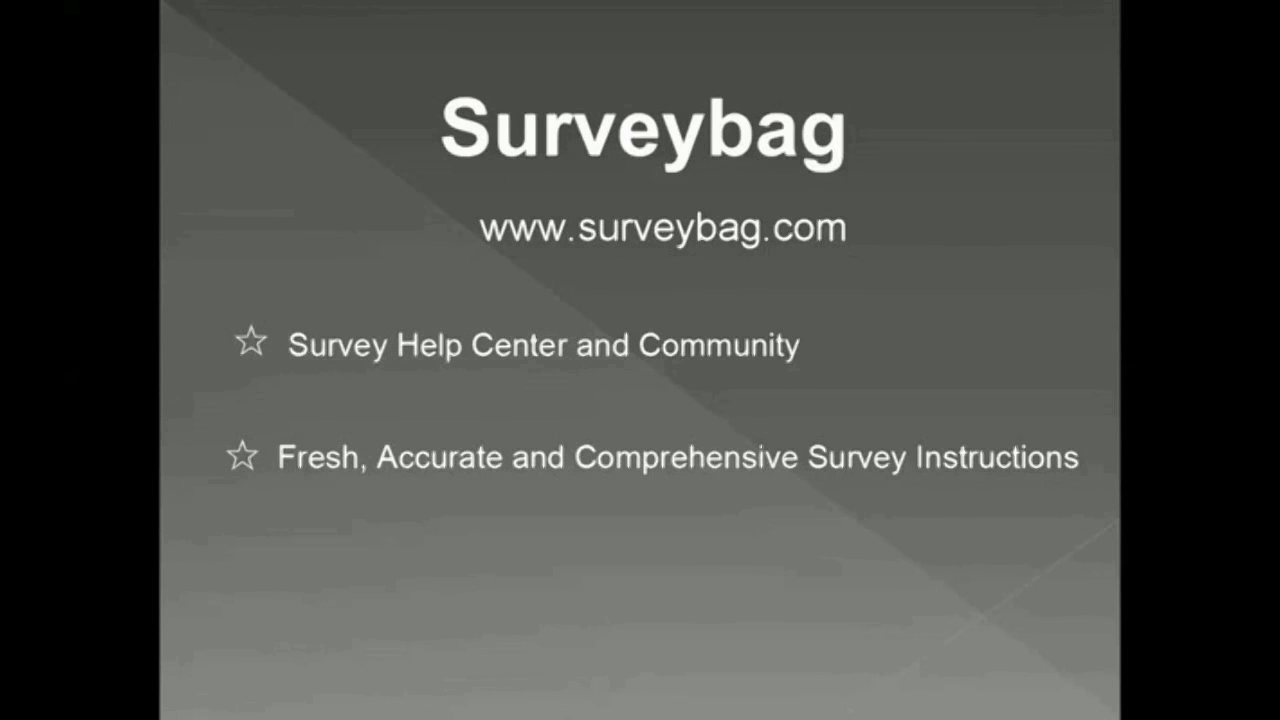 Surveybag
www.surveybag.com
☆ Survey Help Center and Community
☆ Fresh, Accurate and Comprehensive Survey Instructions